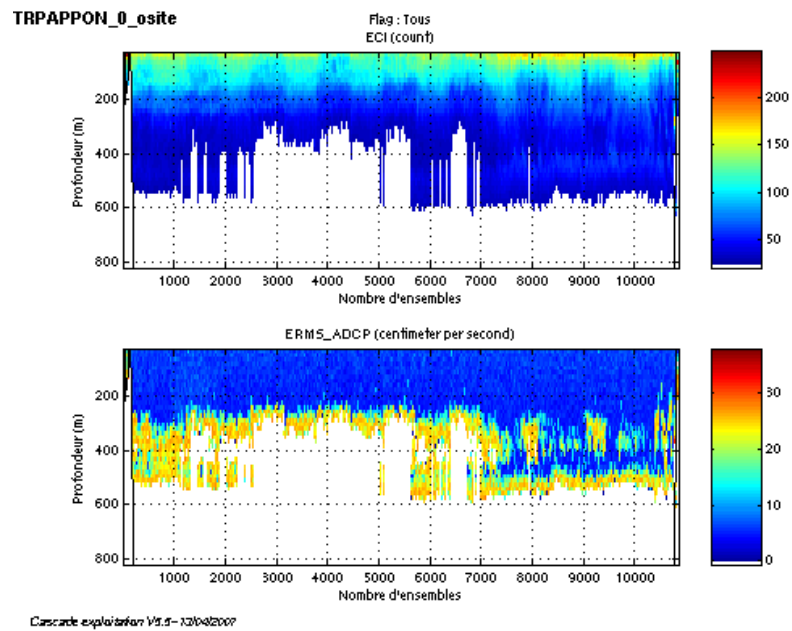 TRPAPPON_0_osite
Flag : Tous
ECI (count)
Profondeur (m)
200
400
600
800
1000 2000 3000 4000 5000 6000 7000 8000 9000 10000
Nombre d'ensembles
200
150
100
50
ERMS_ADCP (centimeter per second)
Profondeur (m)
200
400
600
800
1000 2000 3000 4000 5000 6000 7000 8000 9000 10000
Nombre d'ensembles
30
20
10
0
Cascade exploitation V5.5- 13/04/2007